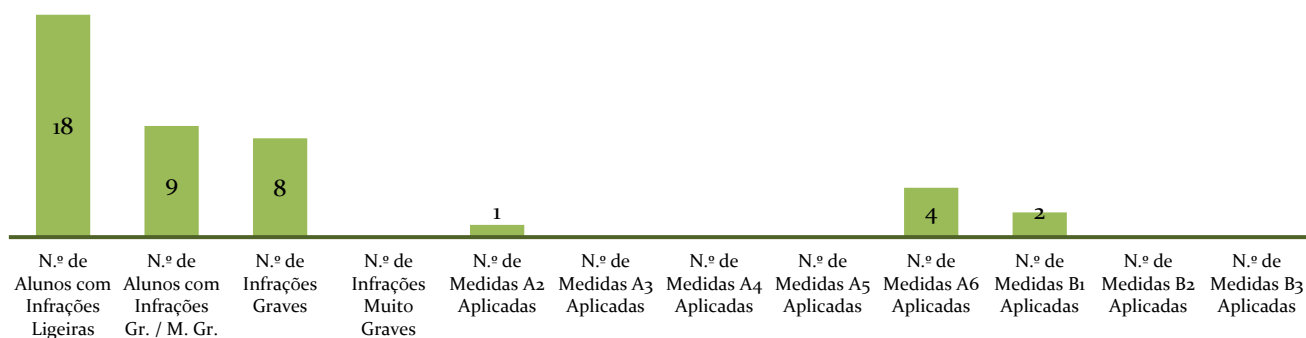 18
9
8
1
4
2
N.º de
Alunos com
Infrações
Ligeiras
N.º de
Alunos com
Infrações
Gr. / M. Gr.
N.º de
Infrações
Graves
N.º de
Infrações
Muito
Graves
N.º de
Medidas A2
Aplicadas
N.º de
Medidas A3
Aplicadas
N.º de
Medidas A4
Aplicadas
N.º de
Medidas A5
Aplicadas
N.º de
Medidas A6
Aplicadas
N.º de
Medidas B1
Aplicadas
N.º de
Medidas B2
Aplicadas
N.º de
Medidas B3
Aplicadas